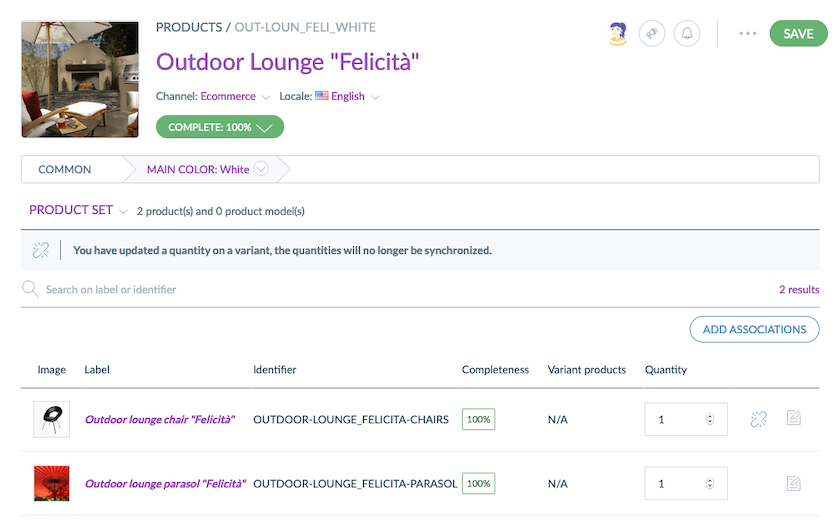 PRODUCTS / OUT-LOUN_FELI_WHITE
SAVE
Outdoor Lounge "Felicità"
Channel: Ecommerce Locale: English
COMPLETE: 100%
COMMON MAIN COLOR: White
PRODUCT SET 2 product(s) and 0 product model(s)
You have updated a quantity on a variant, the quantities will no longer be synchronized.
Search on label or identifier 2 results
ADD ASSOCIATIONS
Image Label Identifier Completeness Variant products Quantity
Outdoor lounge chair "Felicità" OUTDOOR-LOUNGE_FELICITA-CHAIRS 100% N/A 1
Outdoor lounge parasol "Felicità" OUTDOOR-LOUNGE_FELICITA-PARASOL 100% N/A 1